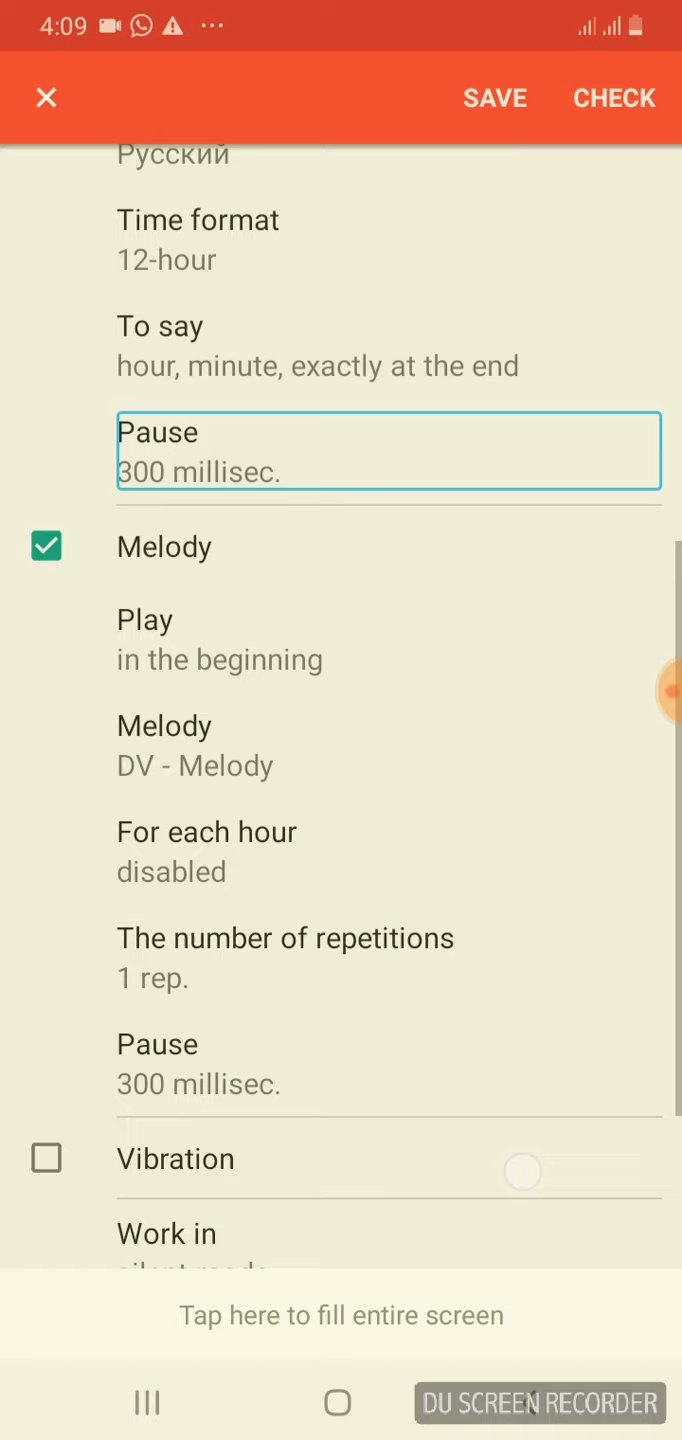 4:09
SAVE CHECK
Русский
Time format
12-hour
To say
hour, minute, exactly at the end
Pause
300 millisec.
Melody
Play
in the beginning
Melody
DV - Melody
For each hour
disabled
The number of repetitions
1 rep.
Pause
300 millisec.
Vibration
Work in
silent mode
Tap here to fill entire screen
DU SCREEN RECORDER